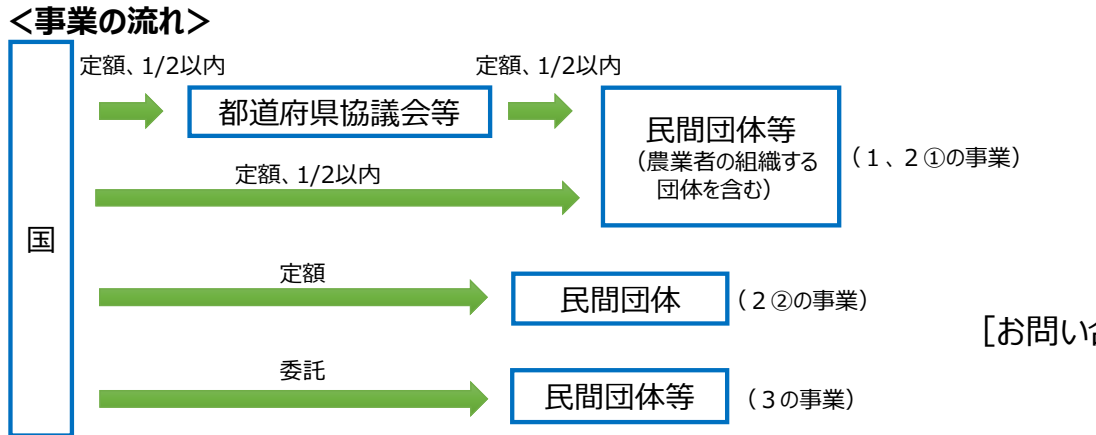 ＜事業の流れ＞
定額、1/2以内
定額、1/2以内
都道府県協議会等
民間団体等
（農業者の組織する
団体を含む）
（１、２①の事業）
定額、1/2以内
国
定額
民間団体
（２②の事業）
[お問い
委託
民間団体等
（３の事業）